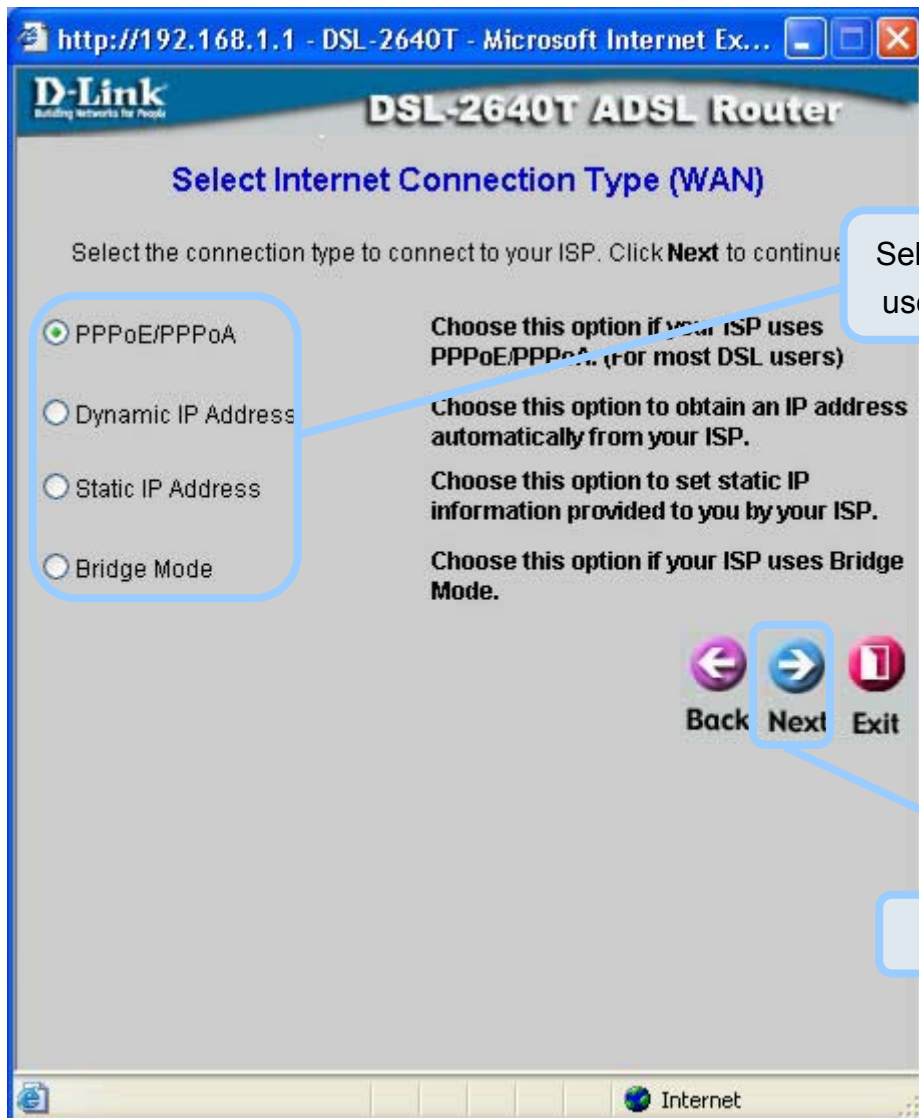 http://192.168.1.1 - DSL-2640T - Microsoft Internet Ex...
D-Link
Building Networks for People
DSL-2640T ADSL Router
Select Internet Connection Type (WAN)
Select the connection type to connect to your ISP. Click Next to continue
PPPoE/PPPoA
Choose this option if your ISP uses
PPPoE/PPPoA. (For most DSL users)
Dynamic IP Address
Choose this option to obtain an IP address
automatically from your ISP.
Static IP Address
Choose this option to set static IP
information provided to you by your ISP.
Bridge Mode
Choose this option if your ISP uses Bridge
Mode.
Back Next Exit
Internet